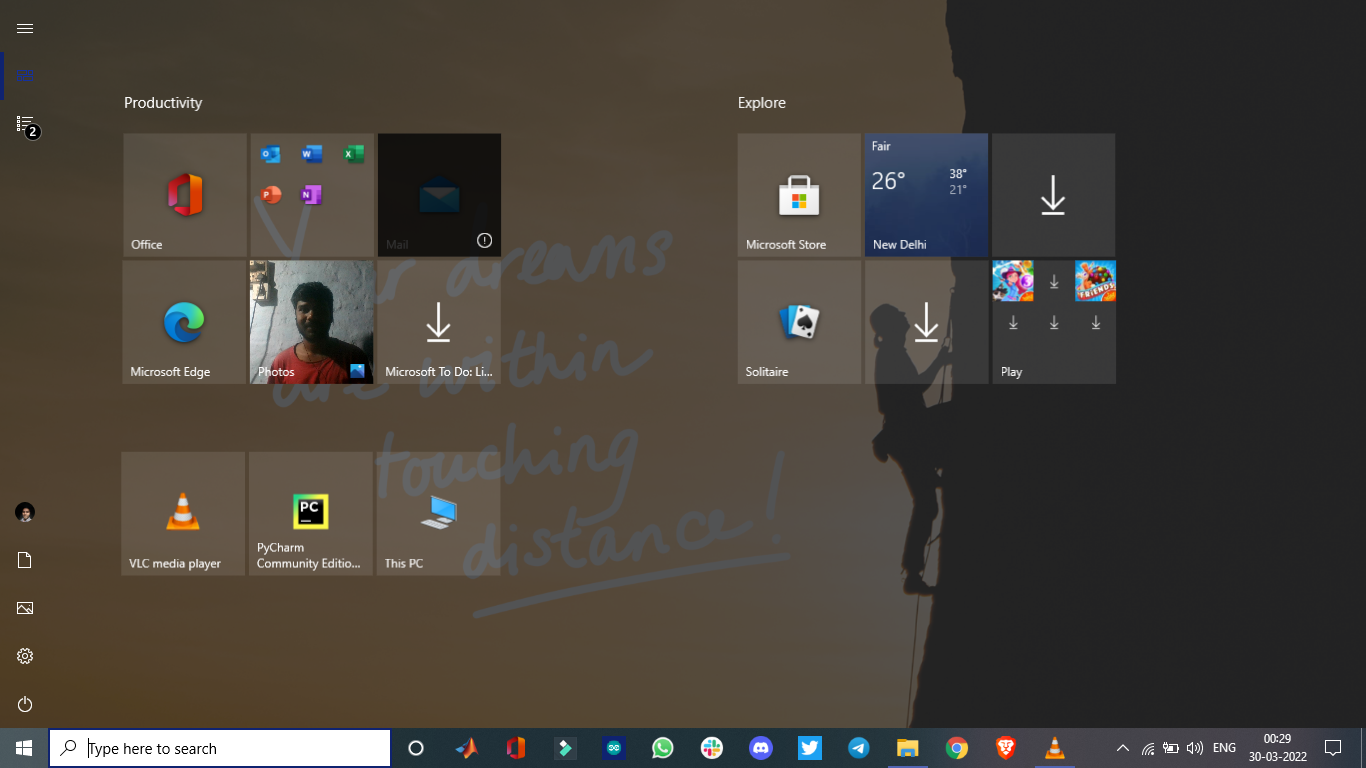 Productivity
Explore
2
Office
Mail
Microsoft Store
Fair
26°
38°
21°
New Delhi
Your dreams
are within
touching
distance!
Microsoft Edge
Photos
Microsoft To Do: Li...
Solitaire
Play
VLC media player
PyCharm
Community Editio...
This PC
Type here to search
ENG
00:29
30-03-2022